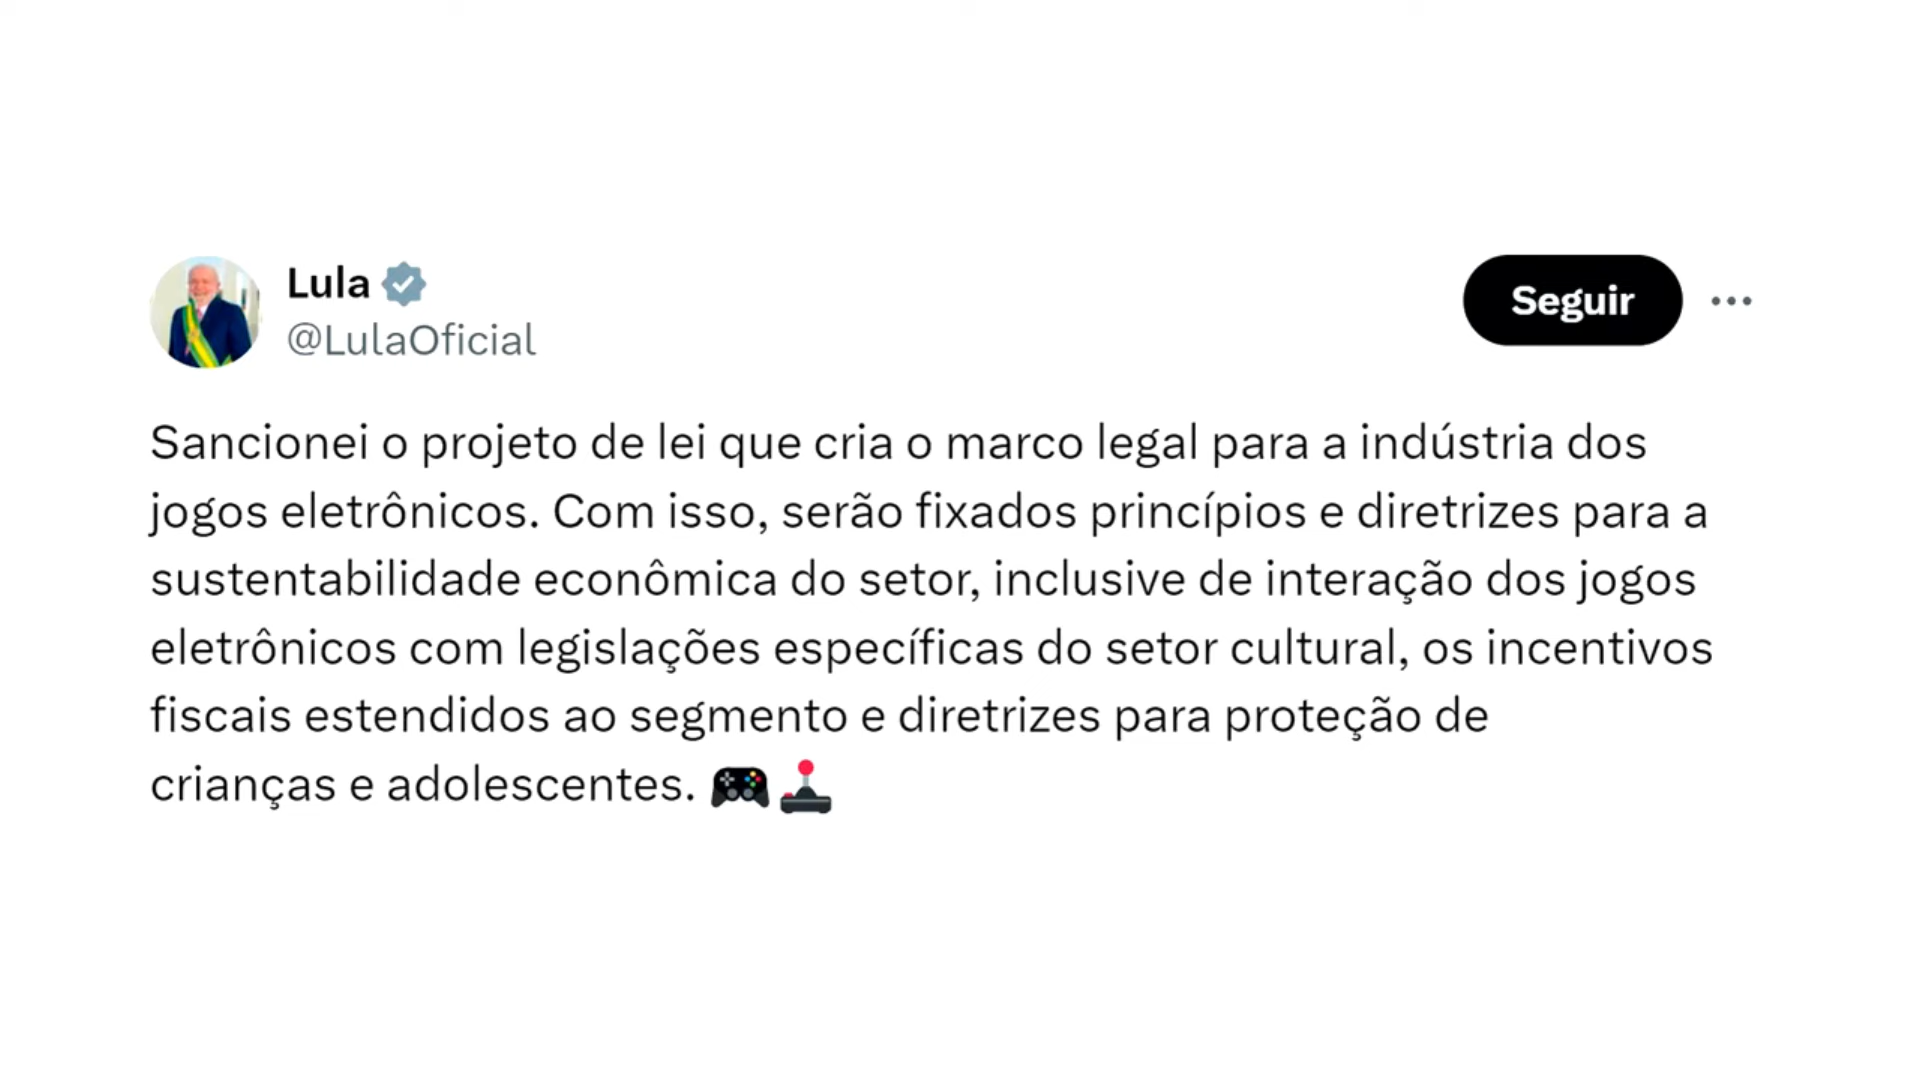 Lula
@LulaOficial
Seguir
Sancionei o projeto de lei que cria o marco legal para a indústria dos
jogos eletrônicos. Com isso, serão fixados princípios e diretrizes para a
sustentabilidade econômica do setor, inclusive de interação dos jogos
eletrônicos com legislações específicas do setor cultural, os incentivos
fiscais estendidos ao segmento e diretrizes para proteção de
crianças e adolescentes. 🎮🕹️